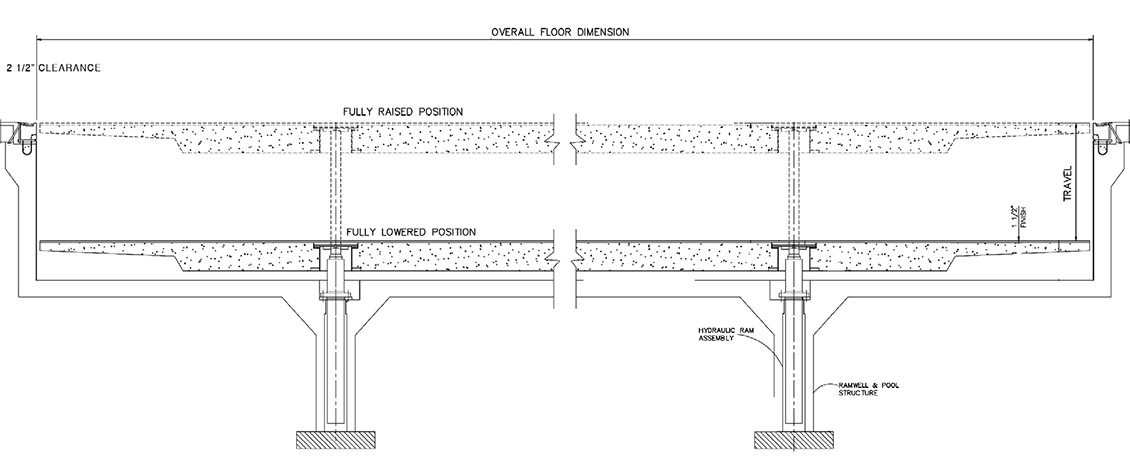 OVERALL FLOOR DIMENSION
2 1/2" CLEARANCE
FULLY RAISED POSITION
TRAVEL
1 1/2"
FINISH
FULLY LOWERED POSITION
HYDRAULIC RAM
ASSEMBLY
RAMWELL & POOL
STRUCTURE